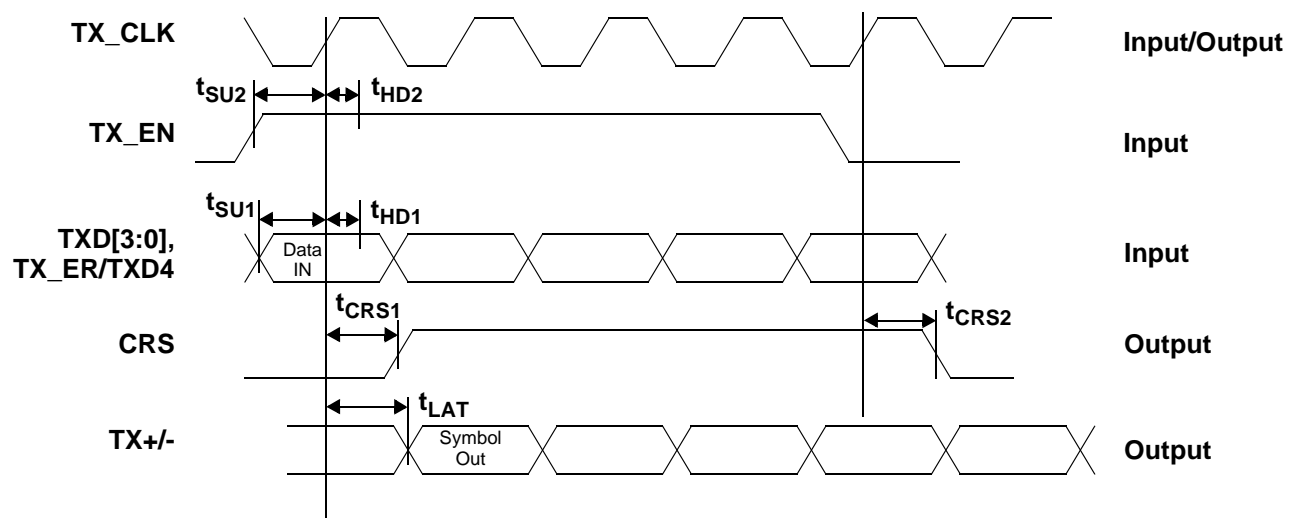 TX_CLK
Input/Output
tSU2
tHD2
TX_EN
Input
tSU1
tHD1
TXD[3:0],
TX_ER/TXD4
Data
IN
Input
tCRS1
tCRS2
CRS
Output
tLAT
TX+/-
Symbol
Out
Output